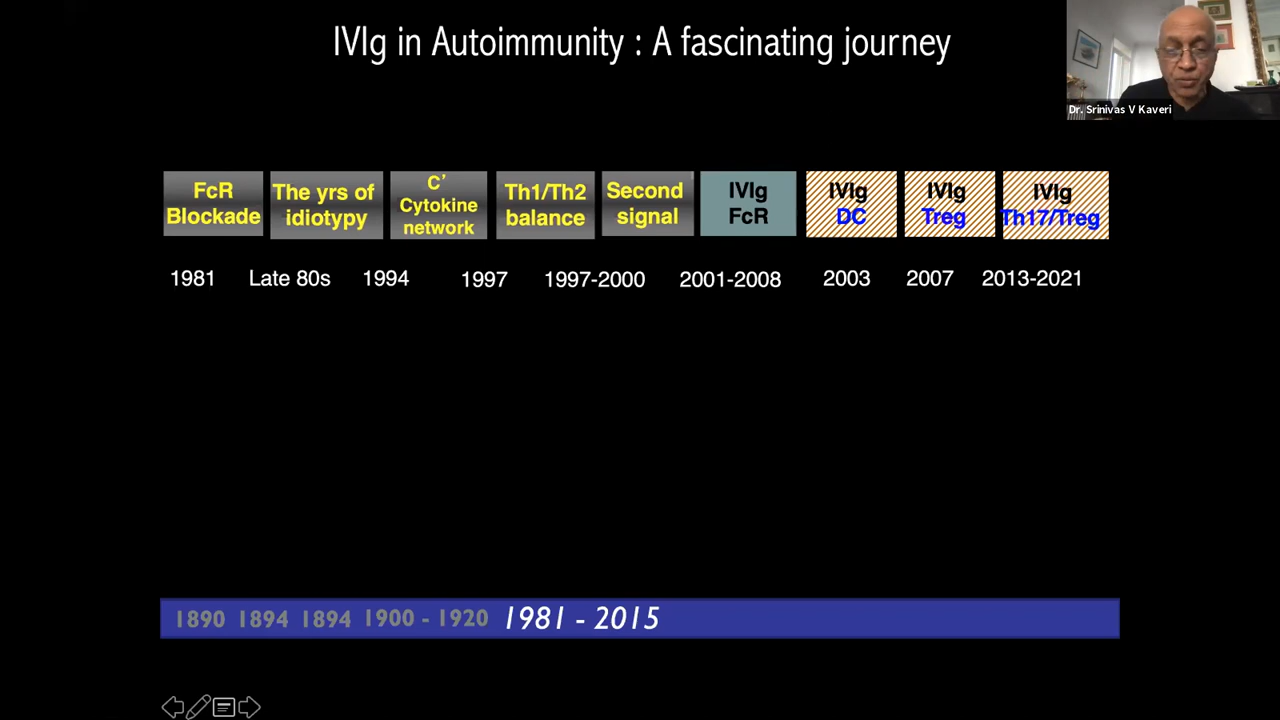 IVIg in Autoimmunity : A fascinating journey
Dr. Srinivas V Kaveri
FcR
Blockade
The yrs of
idiotypy
C’
Cytokine
network
Th1/Th2
balance
Second
signal
IVIg
FcR
IVIg
DC
IVIg
Treg
IVIg
Th17/Treg
1981
Late 80s
1994
1997
1997-2000
2001-2008
2003
2007
2013-2021
1890 1894 1894 1900 - 1920 1981 - 2015